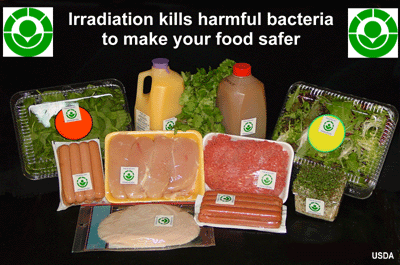 Irradiation kills harmful bacteria
to make your food safer
USDA